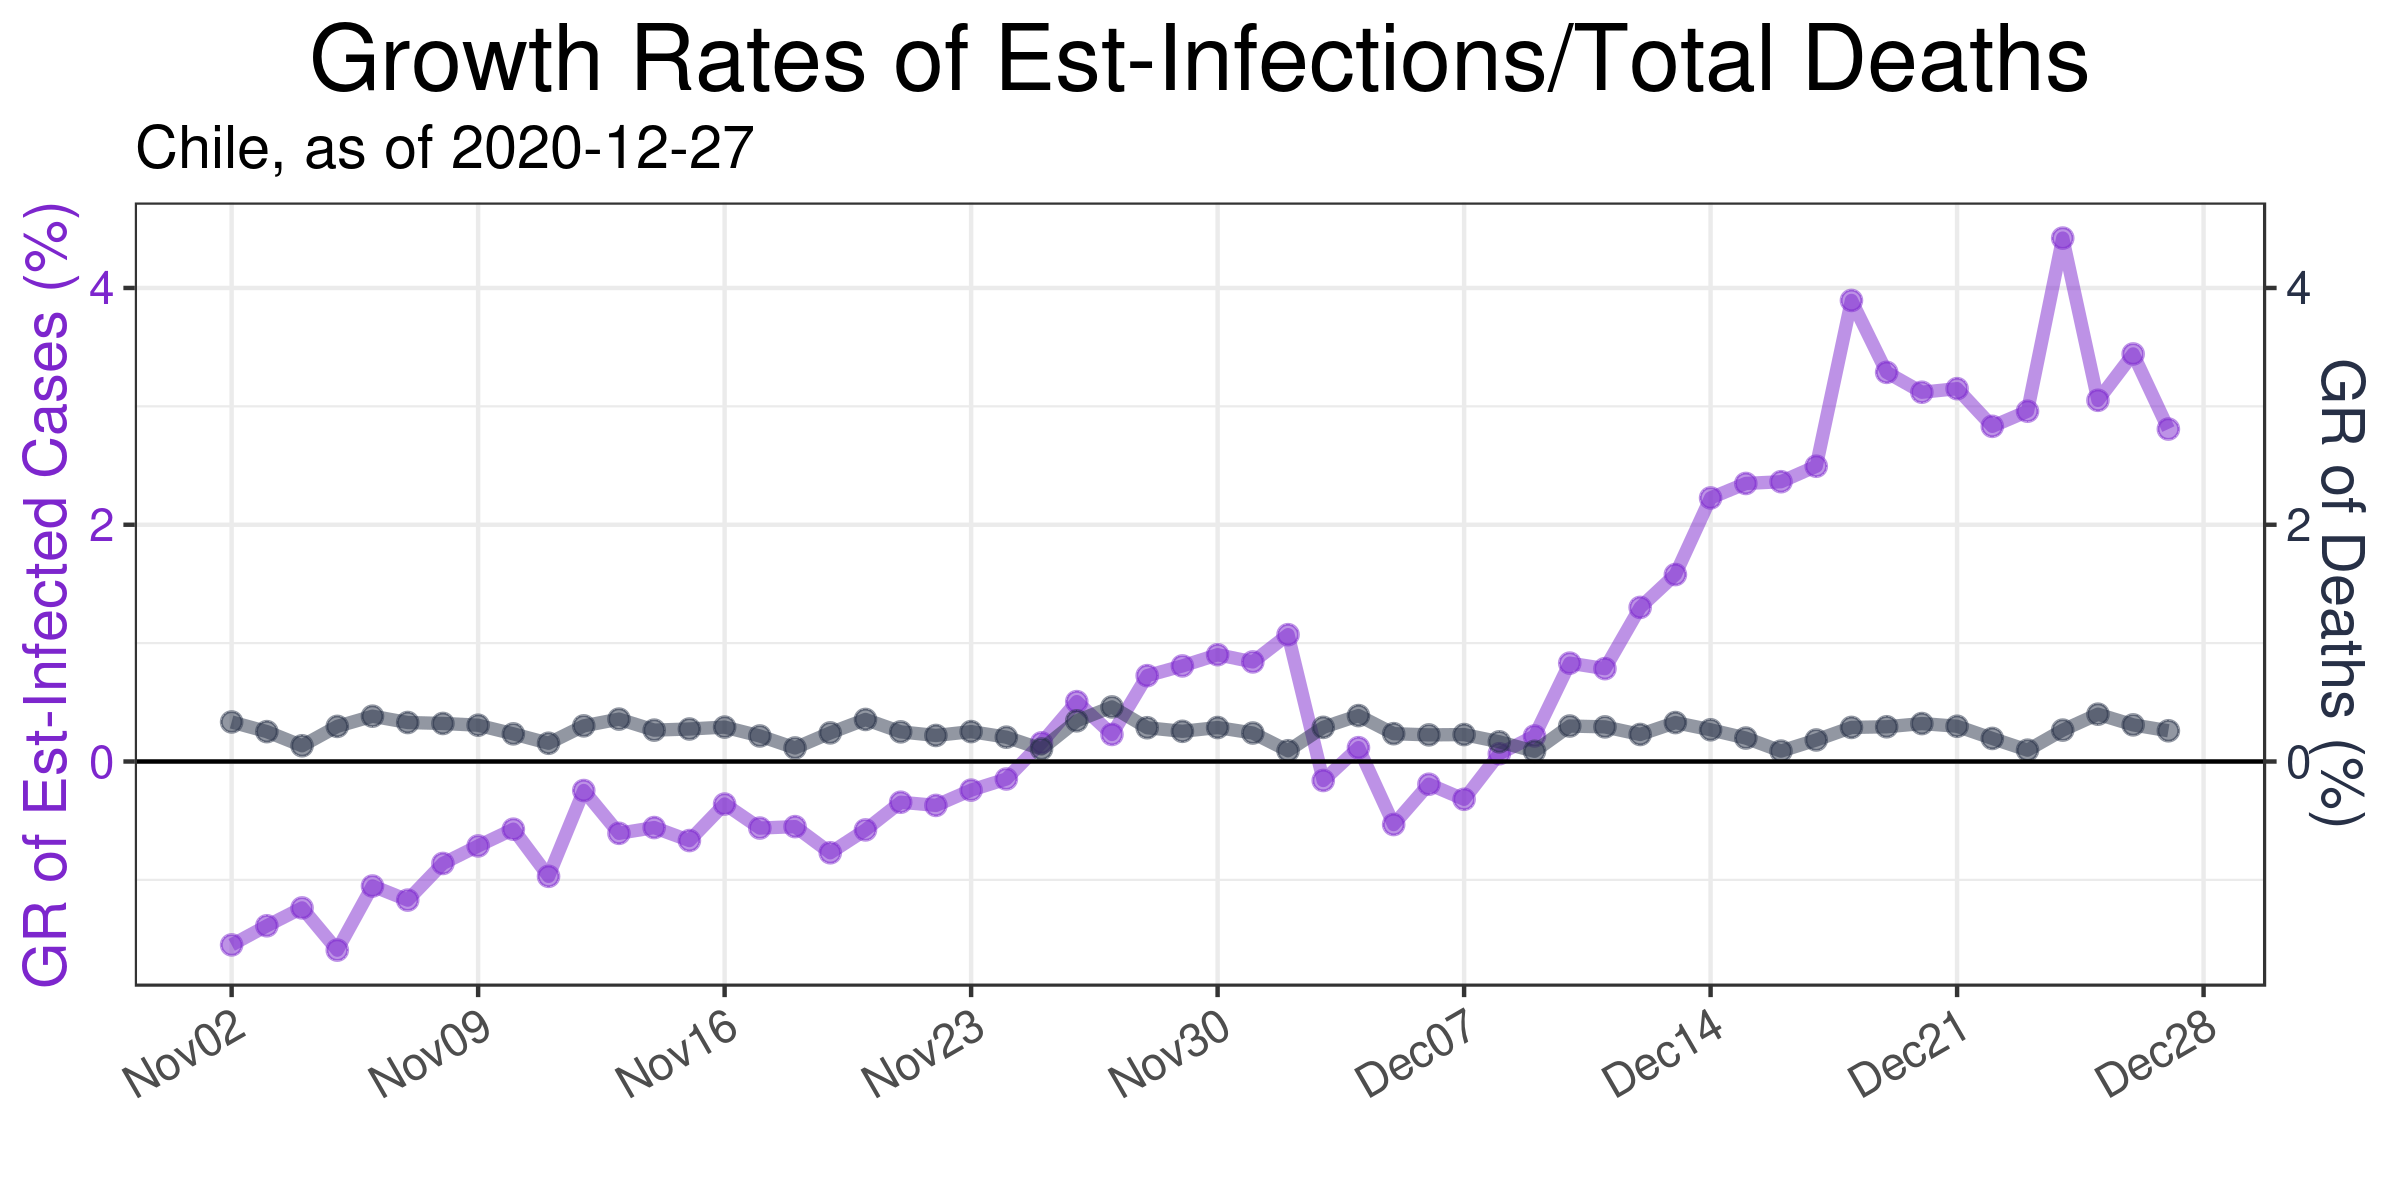 Growth Rates of Est-Infections/Total Deaths
Chile, as of 2020-12-27
GR of Est-Infected Cases (%)
4
2
0
4
2
0
GR of Deaths (%)
Nov02
Nov09
Nov16
Nov23
Nov30
Dec07
Dec14
Dec21
Dec28